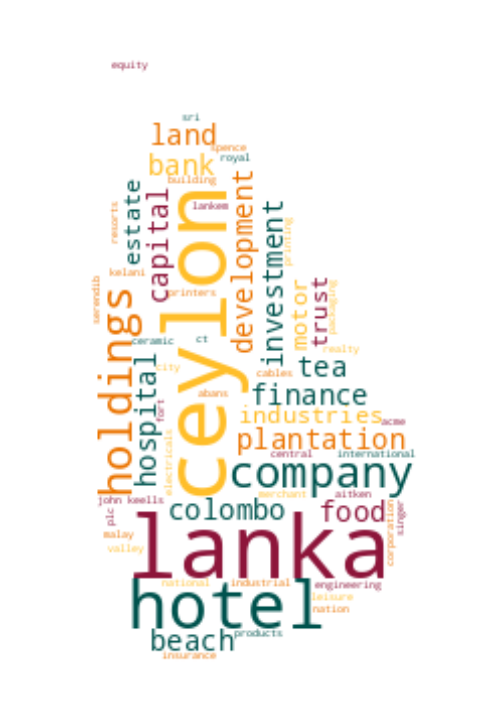 equity
sri
land
spence
bank
royal
building
estate
capital
lankem
development
investment
resorts
ceylon
printing
kelani
serendib
printers
holdings
motor
trust
packaging
ceramic
ct
realty
hospital
city
tea
cables
abans
finance
fort
industries
acme
electricals
plantation
central
international
company
merchant
aitken
john keells
plc
colombo
food
singer
corporation
lanka
malay
valley
national
industrial
engineering
hotel
leisure
nation
beach
products
insurance